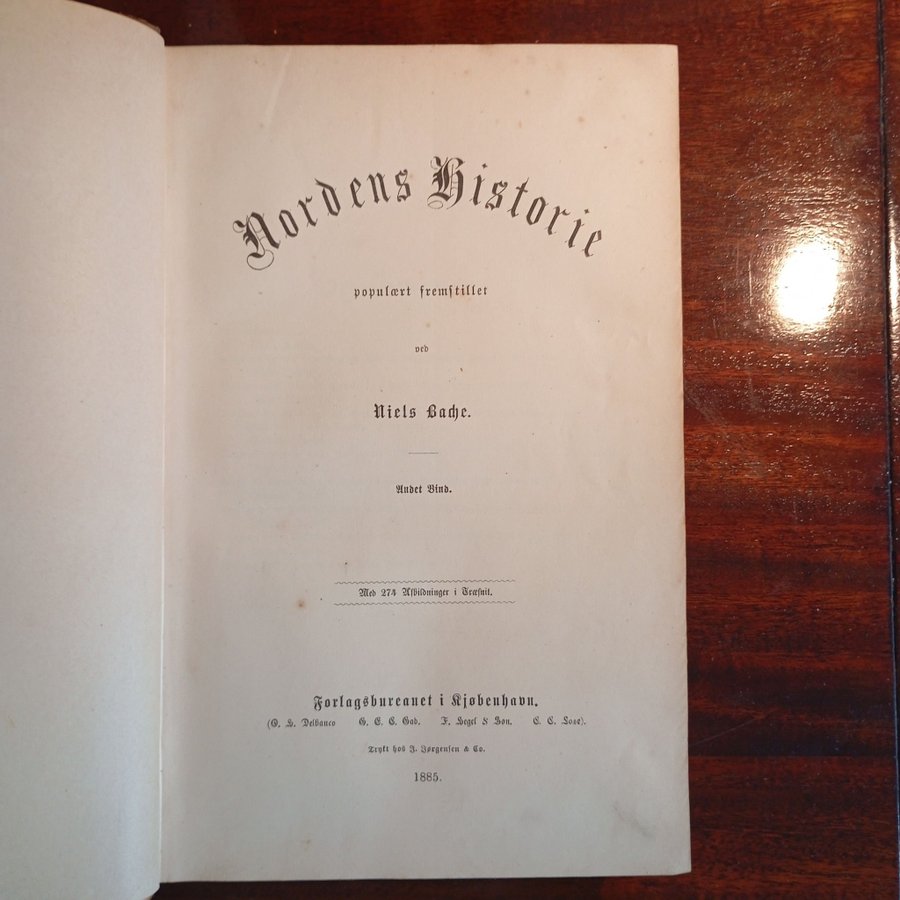 Nordens Historie
populært fremstillet
ved
Niels Bache.
Andet Bind.
Med 274 Afbildninger i Træsnit.
Forlagsbureauet i Kjøbenhavn.
(O. H. Delbanco G. E. C. Gad. F. Hegel & Søn. C. C. Lose).
Trykt hos J. Jørgensen & Co.
1885.